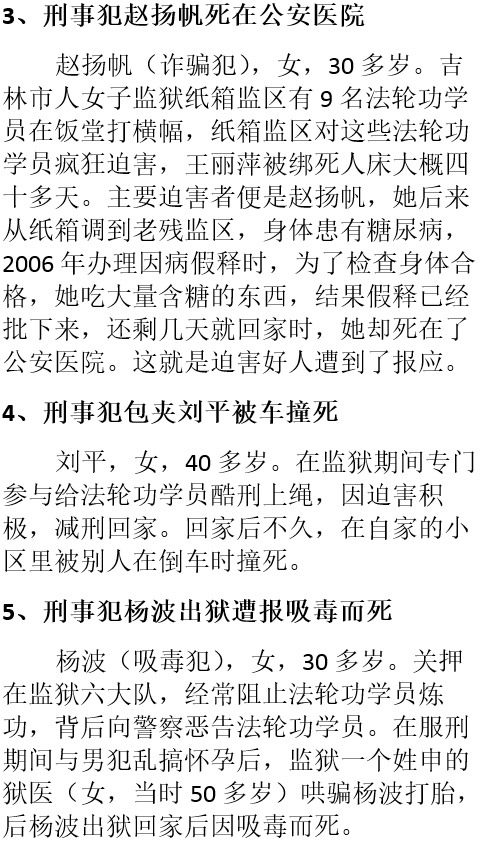 3、刑事犯赵扬帆死在公安医院
赵扬帆（诈骗犯），女，30 多岁。吉
林市人女子监狱纸箱监区有 9 名法轮功学
员在饭堂打横幅，纸箱监区对这些法轮功
学员疯狂迫害，王丽萍被绑死人床大概四
十多天。主要迫害者便是赵扬帆，她后来
从纸箱调到老残监区，身体患有糖尿病，
2006 年办理因病假释时，为了检查身体合
格，她吃大量含糖的东西，结果假释已经
批下来，还剩几天就回家时，她却死在了
公安医院。这就是迫害好人遭到了报应。
4、刑事犯包夹刘平被车撞死
刘平，女，40 多岁。在监狱期间专门
参与给法轮功学员酷刑上绳，因迫害积
极，减刑回家。回家后不久，在自家的小
区里被别人在倒车时撞死。
5、刑事犯杨波出狱遭报吸毒而死
杨波（吸毒犯），女，30 多岁。关押
在监狱六大队，经常阻止法轮功学员炼
功，背后向警察恶告法轮功学员。在服刑
期间与男犯乱搞怀孕后，监狱一个姓申的
狱医（女，当时 50 多岁）哄骗杨波打胎，
后杨波出狱回家后因吸毒而死。